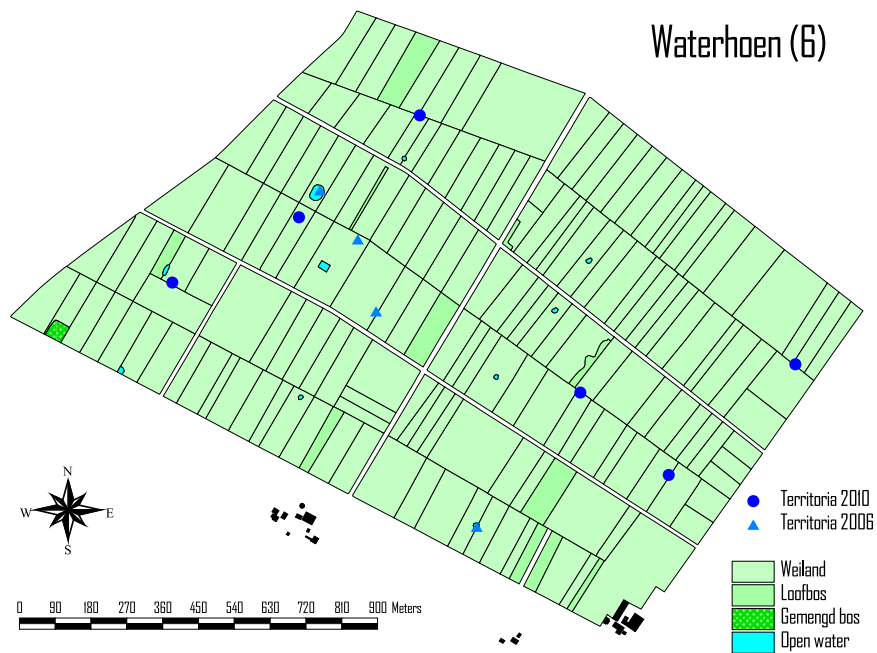 Waterhoen (6)
N
W E
S
Territoria 2010
Territoria 2006
Weiland
Loofbos
Gemengd bos
Open water
0 90 180 270 360 450 540 630 720 810 900 Meters